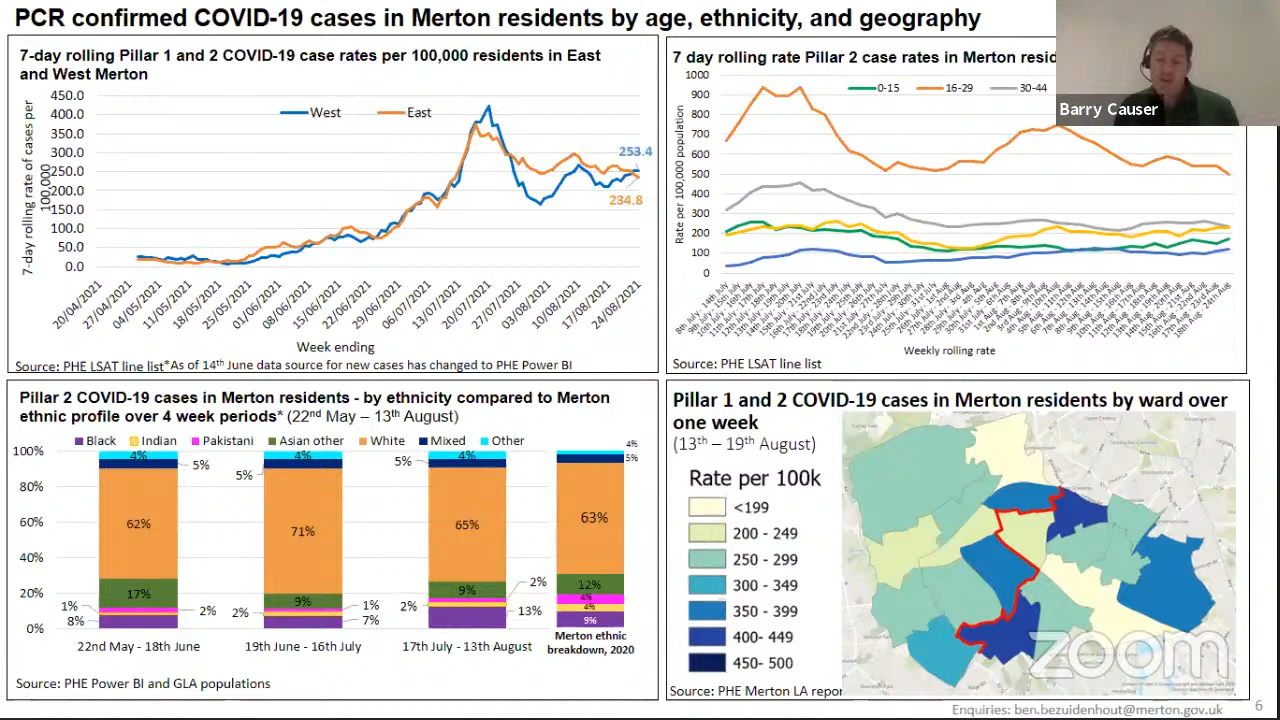 PCR confirmed COVID-19 cases in Merton residents by age, ethnicity, and geography
7-day rolling Pillar 1 and 2 COVID-19 case rates per 100,000 residents in East
and West Merton
7-day rolling rate of cases per
100,000
450.0
400.0
350.0
300.0
250.0
200.0
150.0
100.0
50.0
0.0
West
East
253.4
234.8
20/04/2021
27/04/2021
04/05/2021
11/05/2021
18/05/2021
25/05/2021
01/06/2021
08/06/2021
15/06/2021
22/06/2021
29/06/2021
06/07/2021
13/07/2021
20/07/2021
27/07/2021
03/08/2021
10/08/2021
17/08/2021
24/08/2021
Week ending
Source: PHE LSAT line list*As of 14th June data source for new cases has changed to PHE Power BI
7 day rolling rate Pillar 2 case rates in Merton resid
Barry Causer
Rate per 100,000 population
1000
900
800
700
600
500
400
300
200
100
0
0-15
16-29
30-44
Weekly rolling rate
Source: PHE LSAT line list
Pillar 2 COVID-19 cases in Merton residents - by ethnicity compared to Merton
ethnic profile over 4 week periods* (22nd May – 13th August)
Black
Indian
Pakistani
Asian other
White
Mixed
Other
100%
80%
60%
40%
20%
0%
4%
5%
62%
17%
1%
2%
8%
4%
5%
71%
9%
1%
2%
7%
4%
5%
65%
9%
2%
2%
13%
4%
5%
63%
12%
4%
4%
9%
22nd May - 18th June
19th June - 16th July
17th July - 13th August
Merton ethnic
breakdown, 2020
Source: PHE Power BI and GLA populations
Pillar 1 and 2 COVID-19 cases in Merton residents by ward over
one week
(13th – 19th August)
Rate per 100k
<199
200 - 249
250 - 299
300 - 349
350 - 399
400- 449
450- 500
zoom
Source: PHE Merton LA repor
Enquiries: ben.bezuidenhout@merton.gov.uk
6